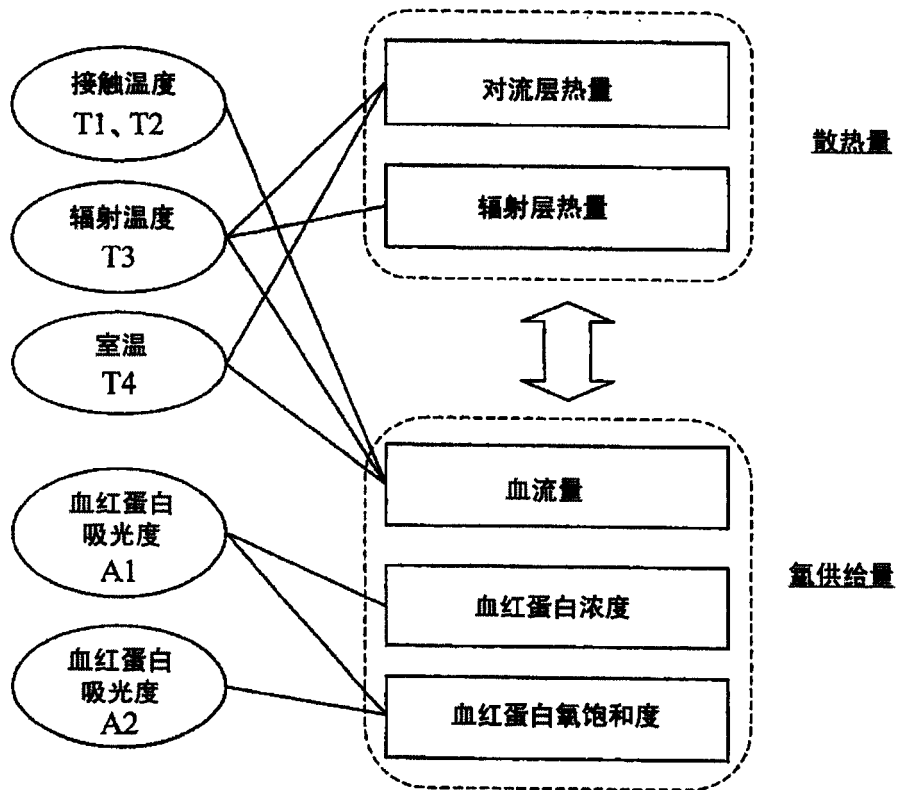 接触温度
T1、T2
辐射温度
T3
室温
T4
血红蛋白
吸光度
A1
血红蛋白
吸光度
A2
对流层热量
辐射层热量
散热量
血流量
血红蛋白浓度
血红蛋白氧饱和度
氧供给量